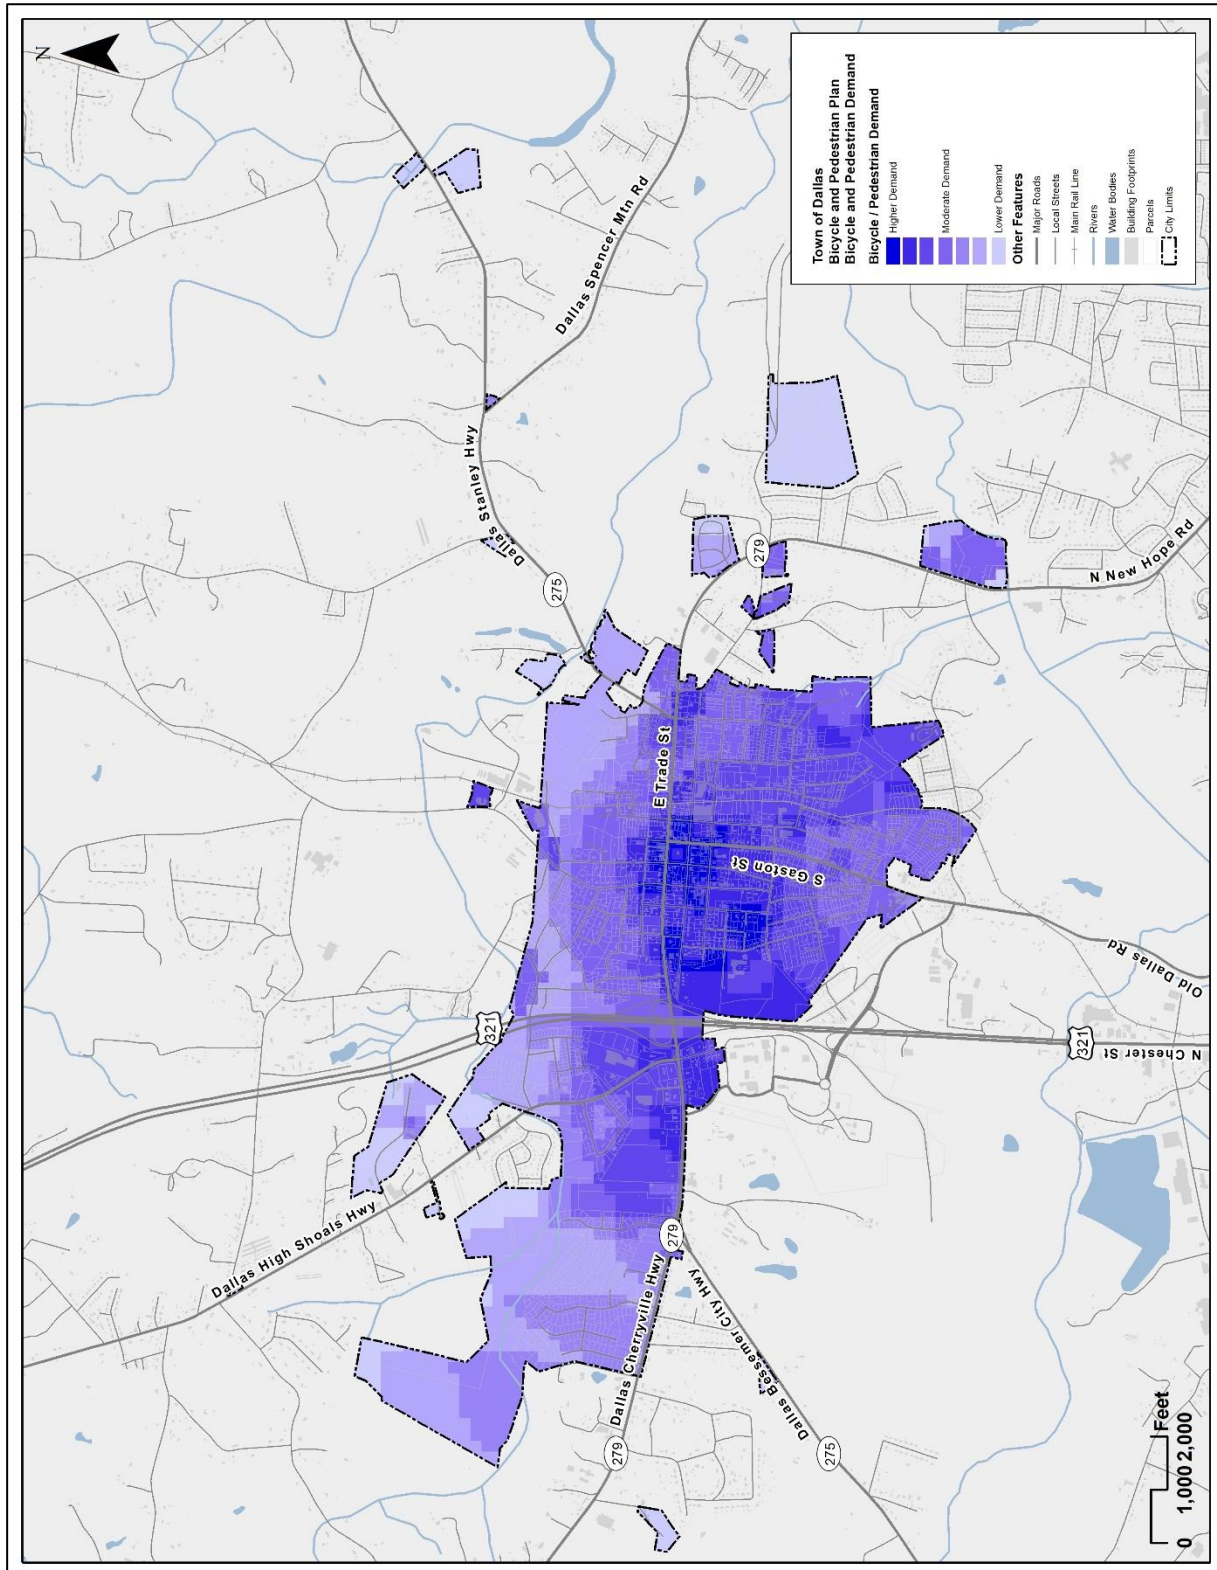 N
Town of Dallas
Bicycle and Pedestrian Plan
Bicycle and Pedestrian Demand
Bicycle / Pedestrian Demand
Higher Demand
Moderate Demand
Lower Demand
Other Features
Major Roads
Local Streets
Main Rail Line
Rivers
Water Bodies
Building Footprints
Parcels
City Limits
Dallas Spencer Mtn Rd
Dallas Stanley Hwy
275
279
N New Hope Rd
E Trade St
S Gaston St
321
Old Dallas Rd
321
N Chester St
Dallas High Shoals Hwy
279
Dallas Cherryville Hwy
Dallas Bessemer City Hwy
279
275
0 1,000 2,000
Feet